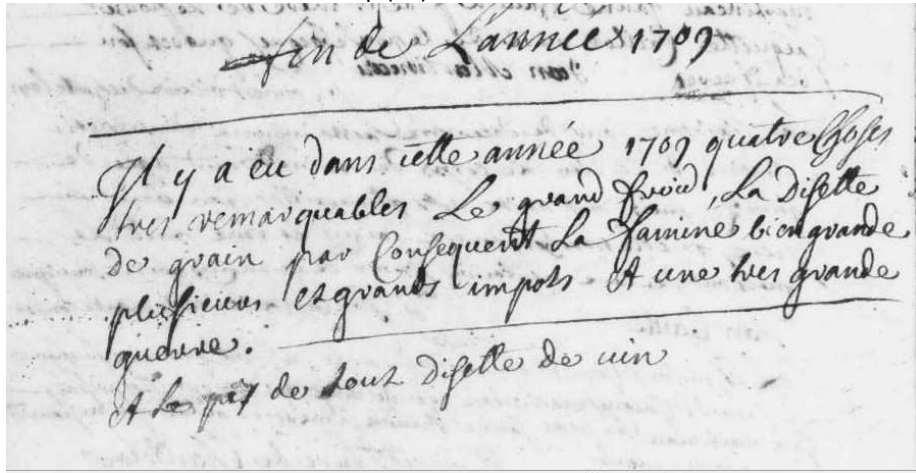 fin de Lannee 1709
Il y a eu dans cette année 1709 quatre Choses
tres remarquables Le grand froid, La Disette
de grain par Consequent La famine bien grande
plusieurs et grands impots Et une tres grande
guerre.
Et le pis de tout Disette de vin